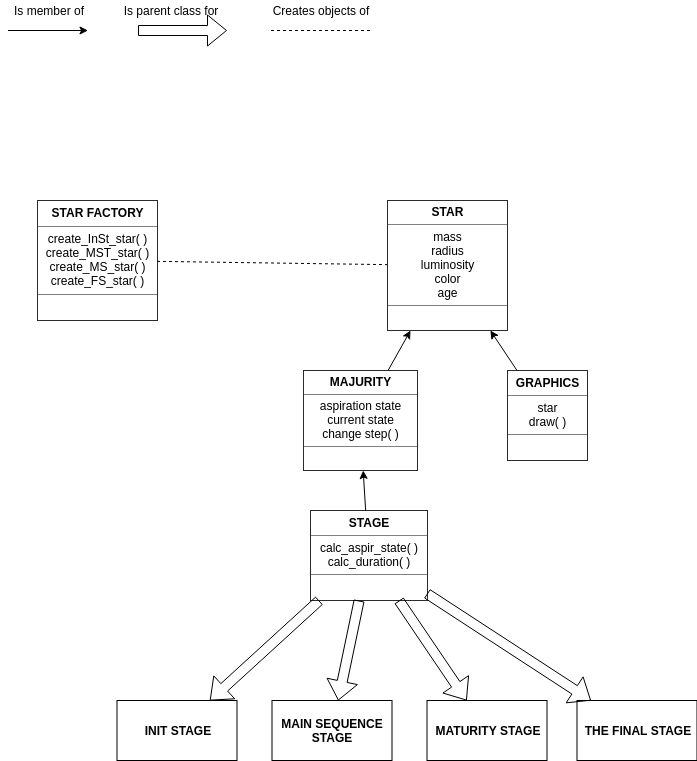 Is member of
Is parent class for
Creates objects of
STAR FACTORY
create_InSt_star( )
create_MST_star( )
create_MS_star( )
create_FS_star( )
STAR
mass
radius
luminosity
color
age
MAJURITY
aspiration state
current state
change step( )
GRAPHICS
star
draw( )
STAGE
calc_aspir_state( )
calc_duration( )
INIT STAGE
MAIN SEQUENCE
STAGE
MATURITY STAGE
THE FINAL STAGE